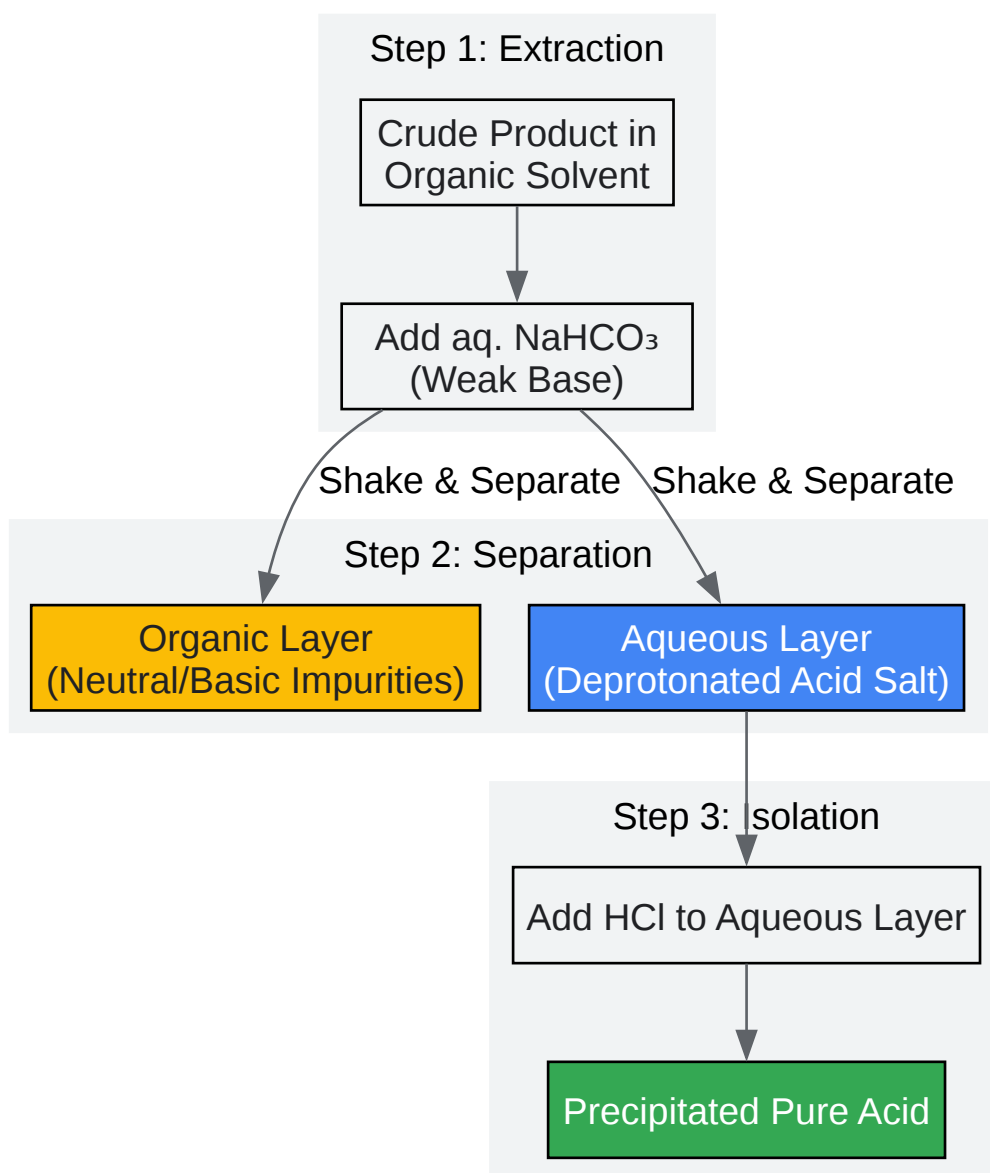 Step 1: Extraction
Crude Product in
Organic Solvent
Add aq. NaHCO₃
(Weak Base)
Shake & Separate
Shake & Separate
Step 2: Separation
Organic Layer
(Neutral/Basic Impurities)
Aqueous Layer
(Deprotonated Acid Salt)
Step 3: Isolation
Add HCl to Aqueous Layer
Precipitated Pure Acid